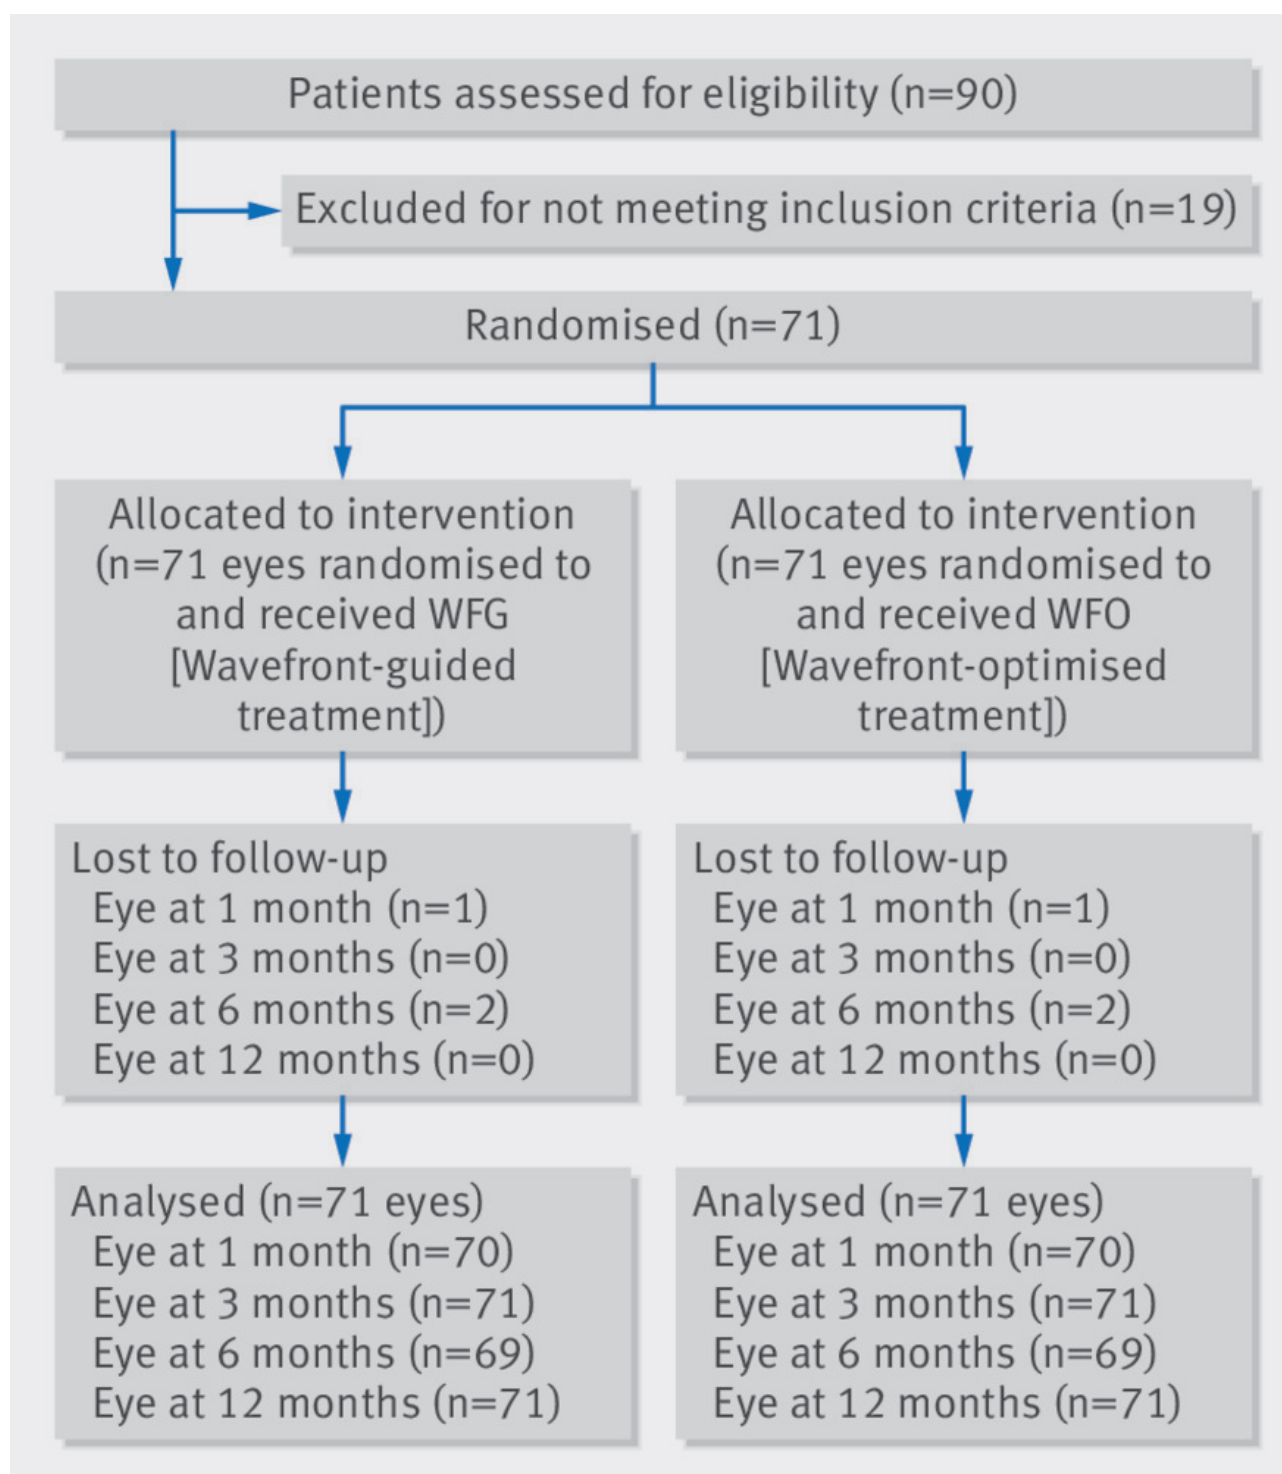 Patients assessed for eligibility (n=90)
Excluded for not meeting inclusion criteria (n=19)
Randomised (n=71)
Allocated to intervention
(n=71 eyes randomised to
and received WFG
[Wavefront-guided
treatment])
Allocated to intervention
(n=71 eyes randomised to
and received WFO
[Wavefront-optimised
treatment])
Lost to follow-up
Eye at 1 month (n=1)
Eye at 3 months (n=0)
Eye at 6 months (n=2)
Eye at 12 months (n=0)
Lost to follow-up
Eye at 1 month (n=1)
Eye at 3 months (n=0)
Eye at 6 months (n=2)
Eye at 12 months (n=0)
Analysed (n=71 eyes)
Eye at 1 month (n=70)
Eye at 3 months (n=71)
Eye at 6 months (n=69)
Eye at 12 months (n=71)
Analysed (n=71 eyes)
Eye at 1 month (n=70)
Eye at 3 months (n=71)
Eye at 6 months (n=69)
Eye at 12 months (n=71)